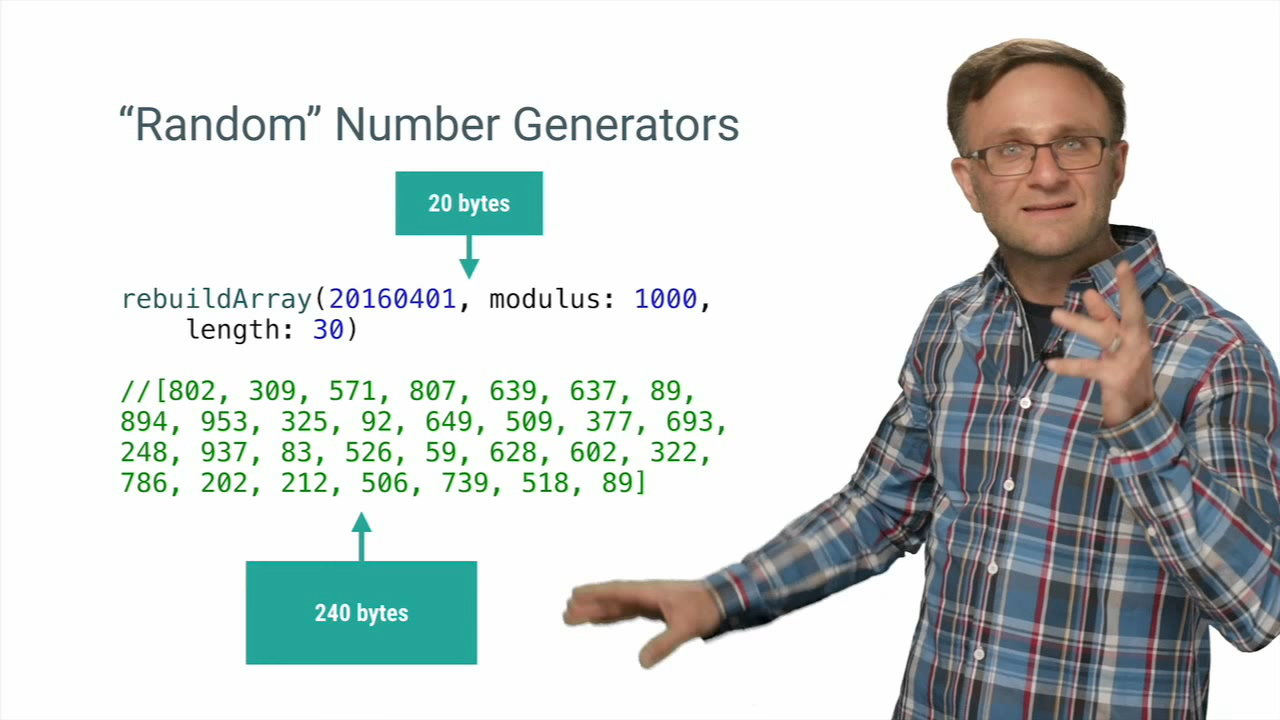 “Random” Number Generators
20 bytes
rebuildArray(20160401, modulus: 1000,
length: 30)
//[802, 309, 571, 807, 639, 637, 89,
894, 953, 325, 92, 649, 509, 377, 693,
248, 937, 83, 526, 59, 628, 602, 322,
786, 202, 212, 506, 739, 518, 89]
240 bytes